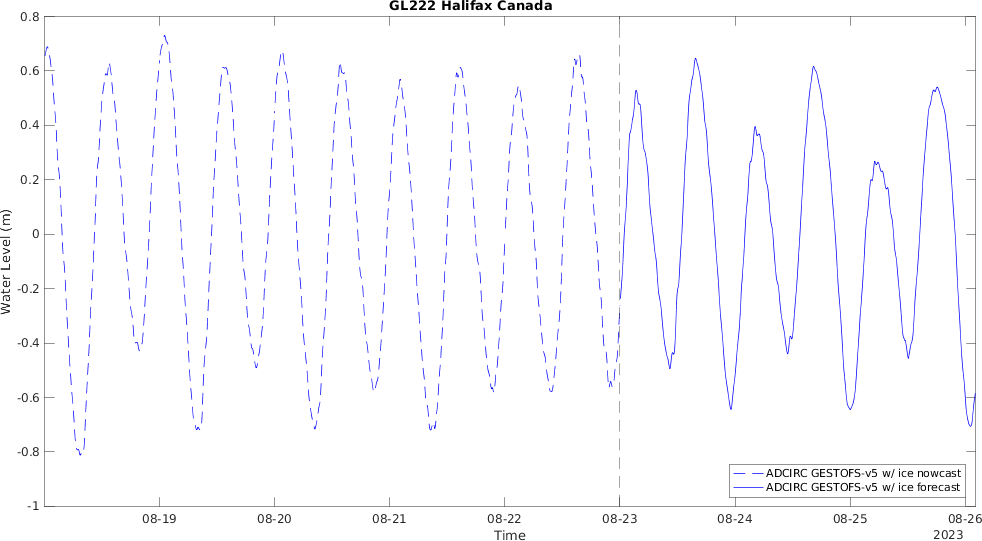 GL222 Halifax Canada
0.8
0.6
0.4
0.2
0
-0.2
-0.4
-0.6
-0.8
-1
Water Level (m)
ADCIRC GESTOFS-v5 w/ ice nowcast
ADCIRC GESTOFS-v5 w/ ice forecast
08-19 08-20 08-21 08-22 08-23 08-24 08-25 08-26
Time
2023